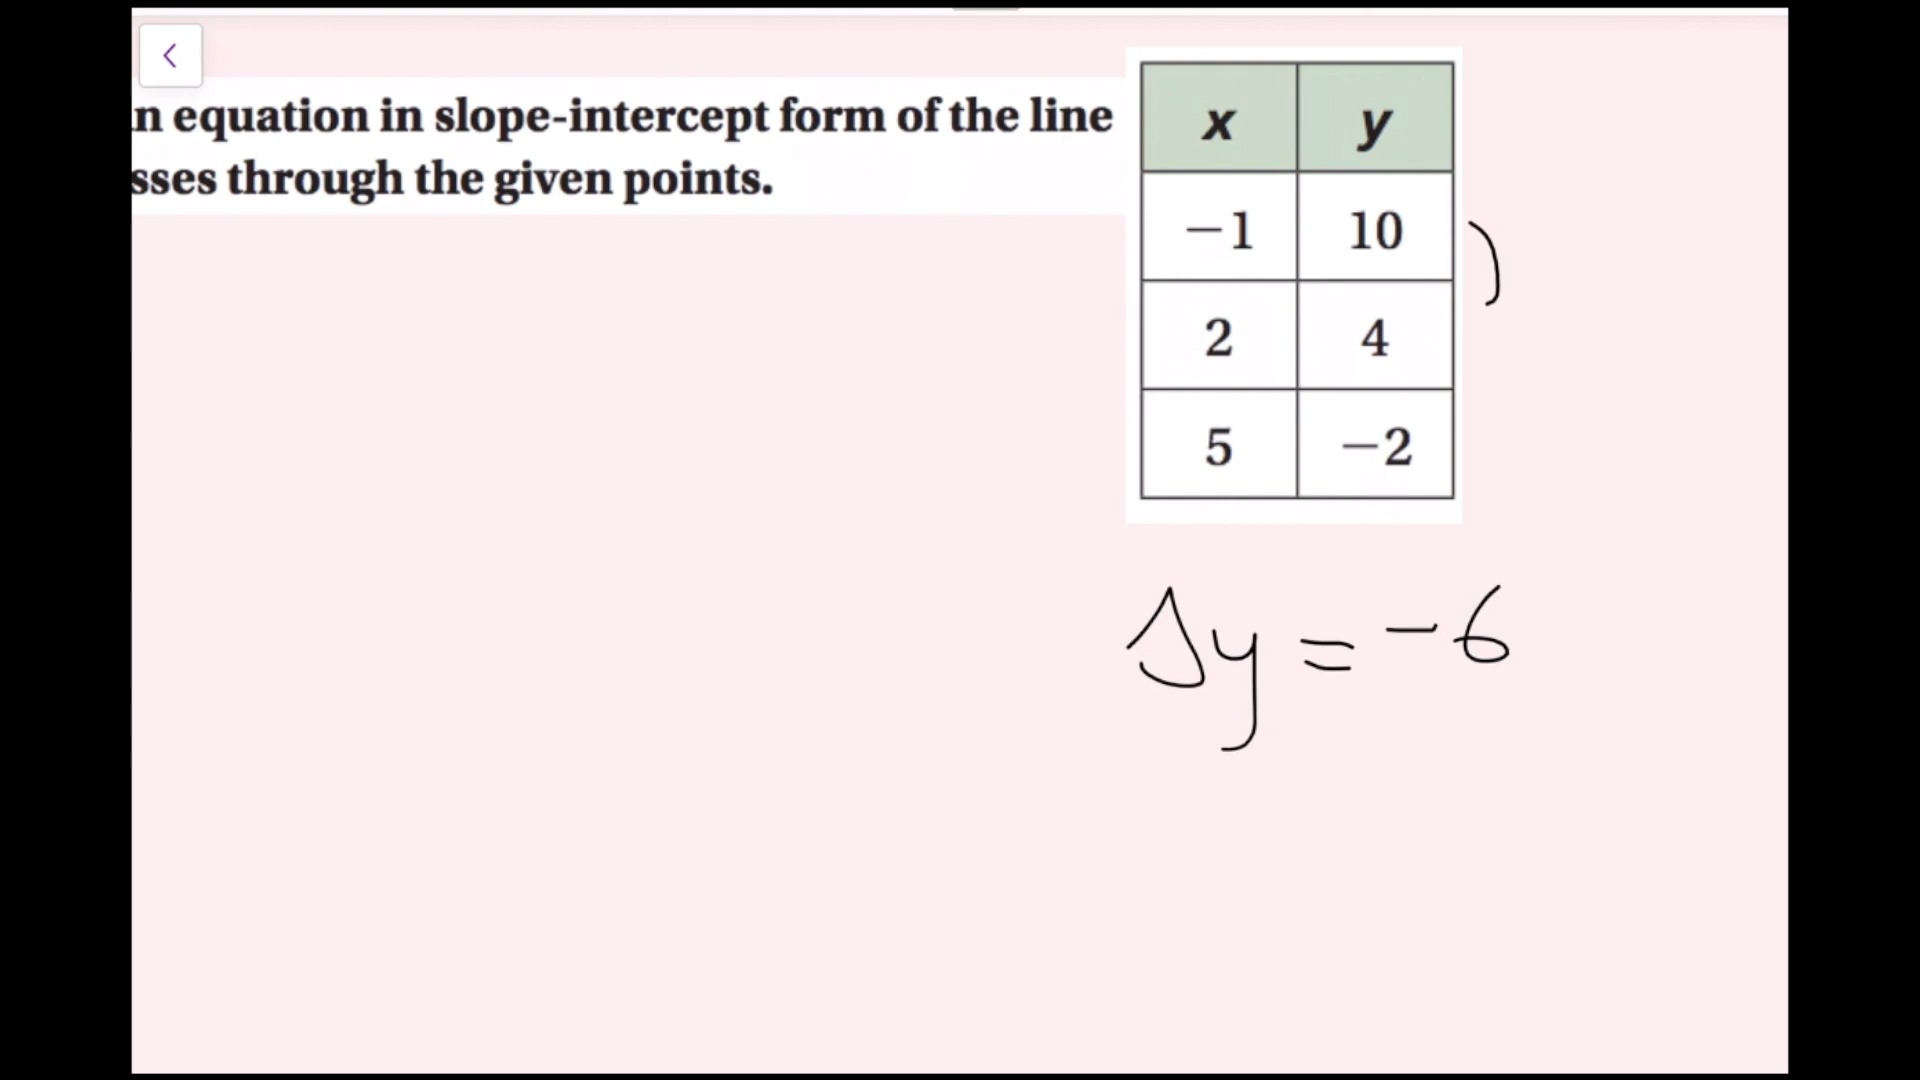 n equation in slope-intercept form of the line
sses through the given points.
x y
−1 10
2 4
5 −2
Δy = -6